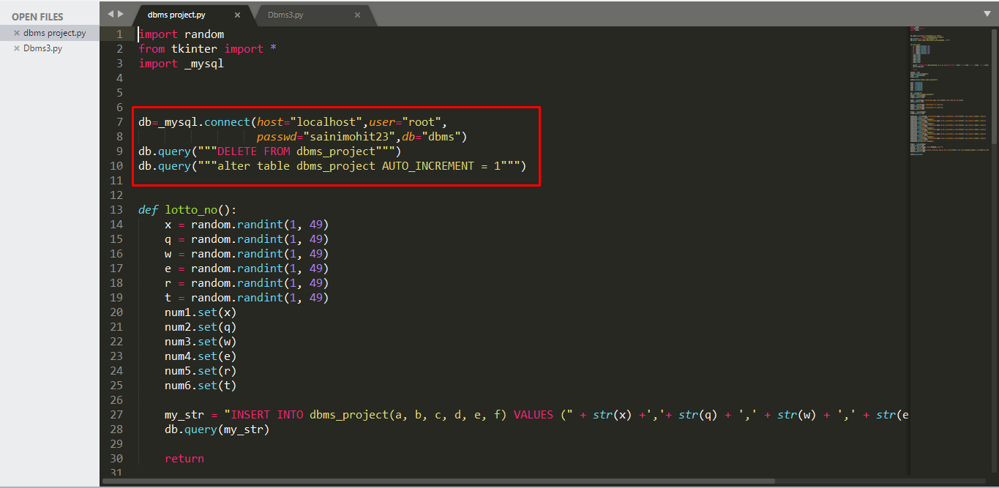 OPEN FILES
dbms project.py
Dbms3.py
dbms project.py
Dbms3.py
1 import random
2 from tkinter import *
3 import _mysql
4
5
6
7 db=_mysql.connect(host="localhost",user="root",
8 passwd="sainimohit23",db="dbms")
9 db.query("""DELETE FROM dbms_project""")
10 db.query("""alter table dbms_project AUTO_INCREMENT = 1""")
11
12
13 def lotto_no():
14 x = random.randint(1, 49)
15 q = random.randint(1, 49)
16 w = random.randint(1, 49)
17 e = random.randint(1, 49)
18 r = random.randint(1, 49)
19 t = random.randint(1, 49)
20 num1.set(x)
21 num2.set(q)
22 num3.set(w)
23 num4.set(e)
24 num5.set(r)
25 num6.set(t)
26
27 my_str = "INSERT INTO dbms_project(a, b, c, d, e, f) VALUES (" + str(x) +','+ str(q) + ',' + str(w) + ',' + str(e
28 db.query(my_str)
29
30 return
31